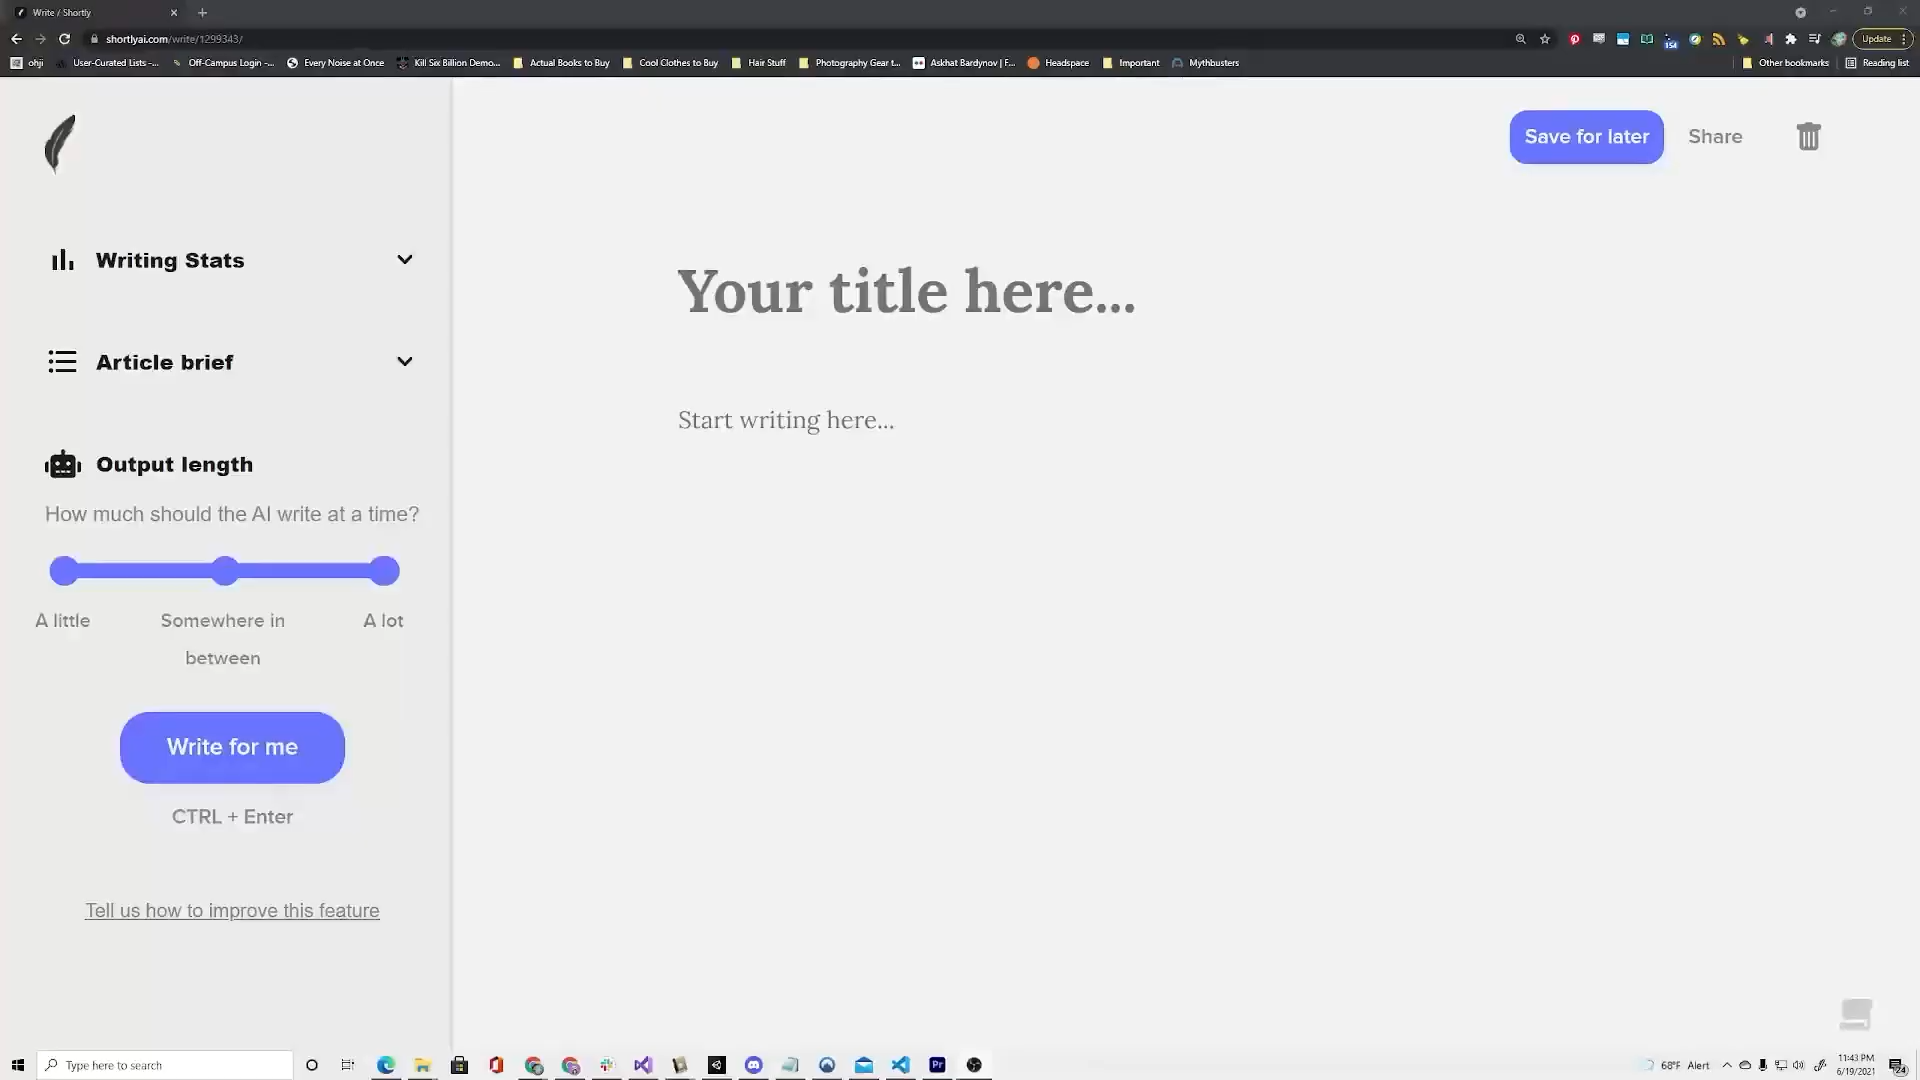 Write / Shortly
shortlyai.com/write/1299343/
Update
ohji
User-Curated Lists -...
Off-Campus Login -...
Every Noise at Once
Kill Six Billion Demo...
Actual Books to Buy
Cool Clothes to Buy
Hair Stuff
Photography Gear t...
Askhat Bardynov | F...
Headspace
Important
Mythbusters
Other bookmarks
Reading list
154
Save for later
Share
Writing Stats
Your title here...
Article brief
Start writing here...
Output length
How much should the AI write at a time?
A little
Somewhere in
between
A lot
Write for me
CTRL + Enter
Tell us how to improve this feature
Type here to search
Pr
68°F Alert
11:43 PM
6/19/2021
24